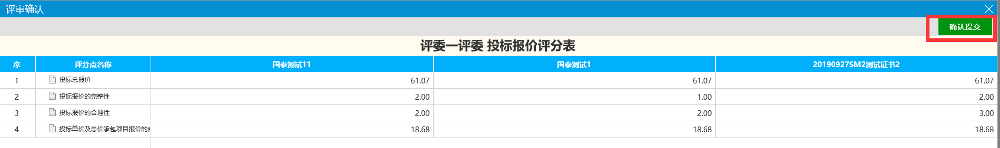 评审确认
确认提交
评委一评委 投标报价评分表
序 评分点名称 国泰测试11 国泰测试1 20190927SM2测试证书2
1 投标总报价 61.07 61.07 61.07
2 投标报价的完整性 2.00 1.00 2.00
3 投标报价的合理性 2.00 2.00 3.00
4 投标单价及总价承包项目报价的 18.68 18.68 18.68